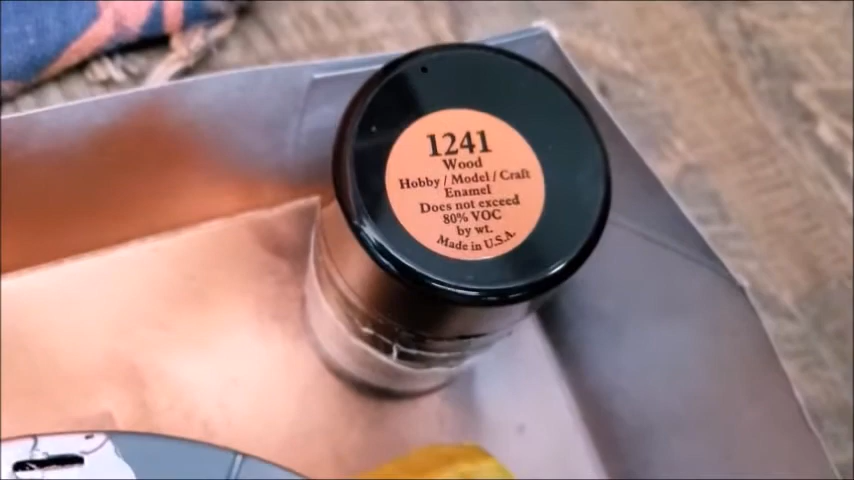 1241
Wood
Hobby / Model / Craft
Enamel
Does not exceed
80% VOC
by wt.
Made in U.S.A.